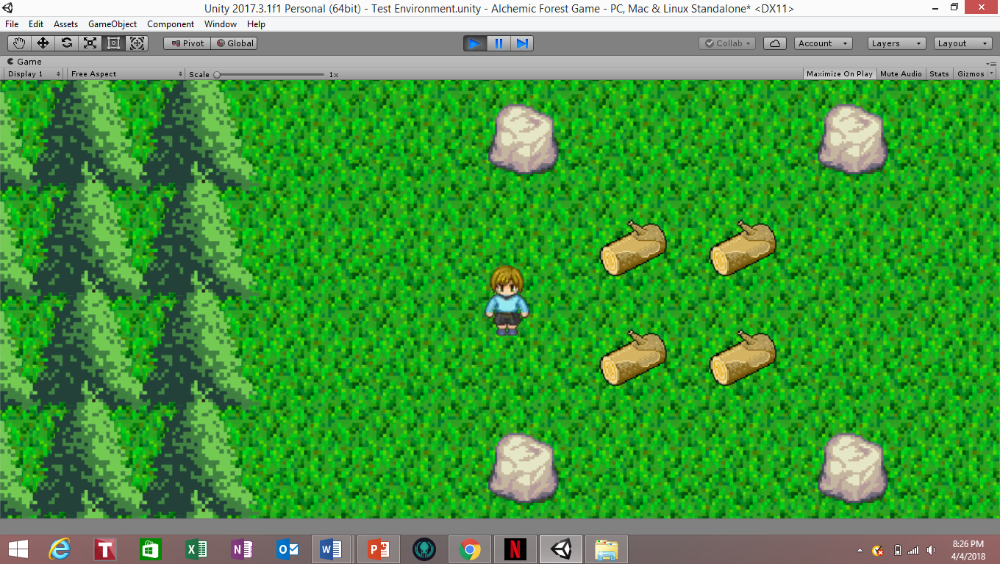 Unity 2017.3.1f1 Personal (64bit) - Test Environment.unity - Alchemic Forest Game - PC, Mac & Linux Standalone* <DX11>
File Edit Assets GameObject Component Window Help
Pivot Global Collab Account Layers Layout
Game
Display 1 Free Aspect Scale 1x Maximize On Play Mute Audio Stats Gizmos
T X N O W P N
8:26 PM
4/4/2018